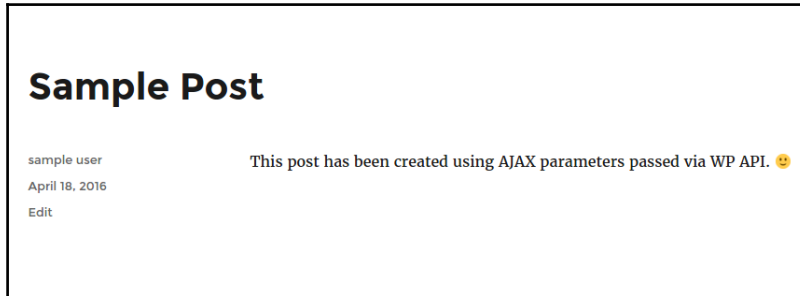 Sample Post
sample user
April 18, 2016
Edit
This post has been created using AJAX parameters passed via WP API. 🙂